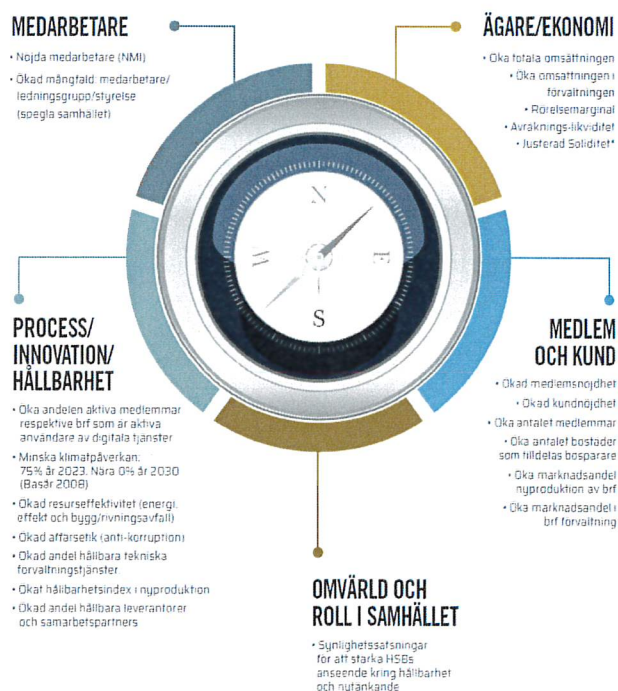 MEDARBETARE
• Nöjda medarbetare (NMI)
• Ökad mångfald: medarbetare/
ledningsgrupp/styrelse
(spegla samhället)
ÄGARE/EKONOMI
• Öka totala omsättningen
• Öka omsättningen i
förvaltningen
• Rörelsemarginal
• Avräknings-likviditet
• Justerad Soliditet*
N
E
S
W
PROCESS/
INNOVATION/
HÅLLBARHET
• Öka andelen aktiva medlemmar
respektive brf som är aktiva
användare av digitala tjänster
• Minska klimatpåverkan:
75% år 2023. Nära 0% år 2030
(Basår 2008)
• Ökad resurseffektivitet (energi,
effekt och bygg/rivningsavfall)
• Ökad affärsetik (anti-korruption)
• Ökad andel hållbara tekniska
förvaltningstjänster
• Ökat hållbarhetsindex i nyproduktion
• Ökad andel hållbara leverantörer
och samarbetspartners
MEDLEM
OCH KUND
• Ökad medlemsnöjdhet
• Ökad kundnöjdhet
• Öka antalet medlemmar
• Öka antalet bostäder
som tilldelas bosparare
• Öka marknadsandel
nyproduktion av brf
• Öka marknadsandel i
brf förvaltning
OMVÄRLD OCH
ROLL I SAMHÄLLET
• Synlighetssatsningar
för att stärka HSBs
anseende kring hållbarhet
och nytänkande